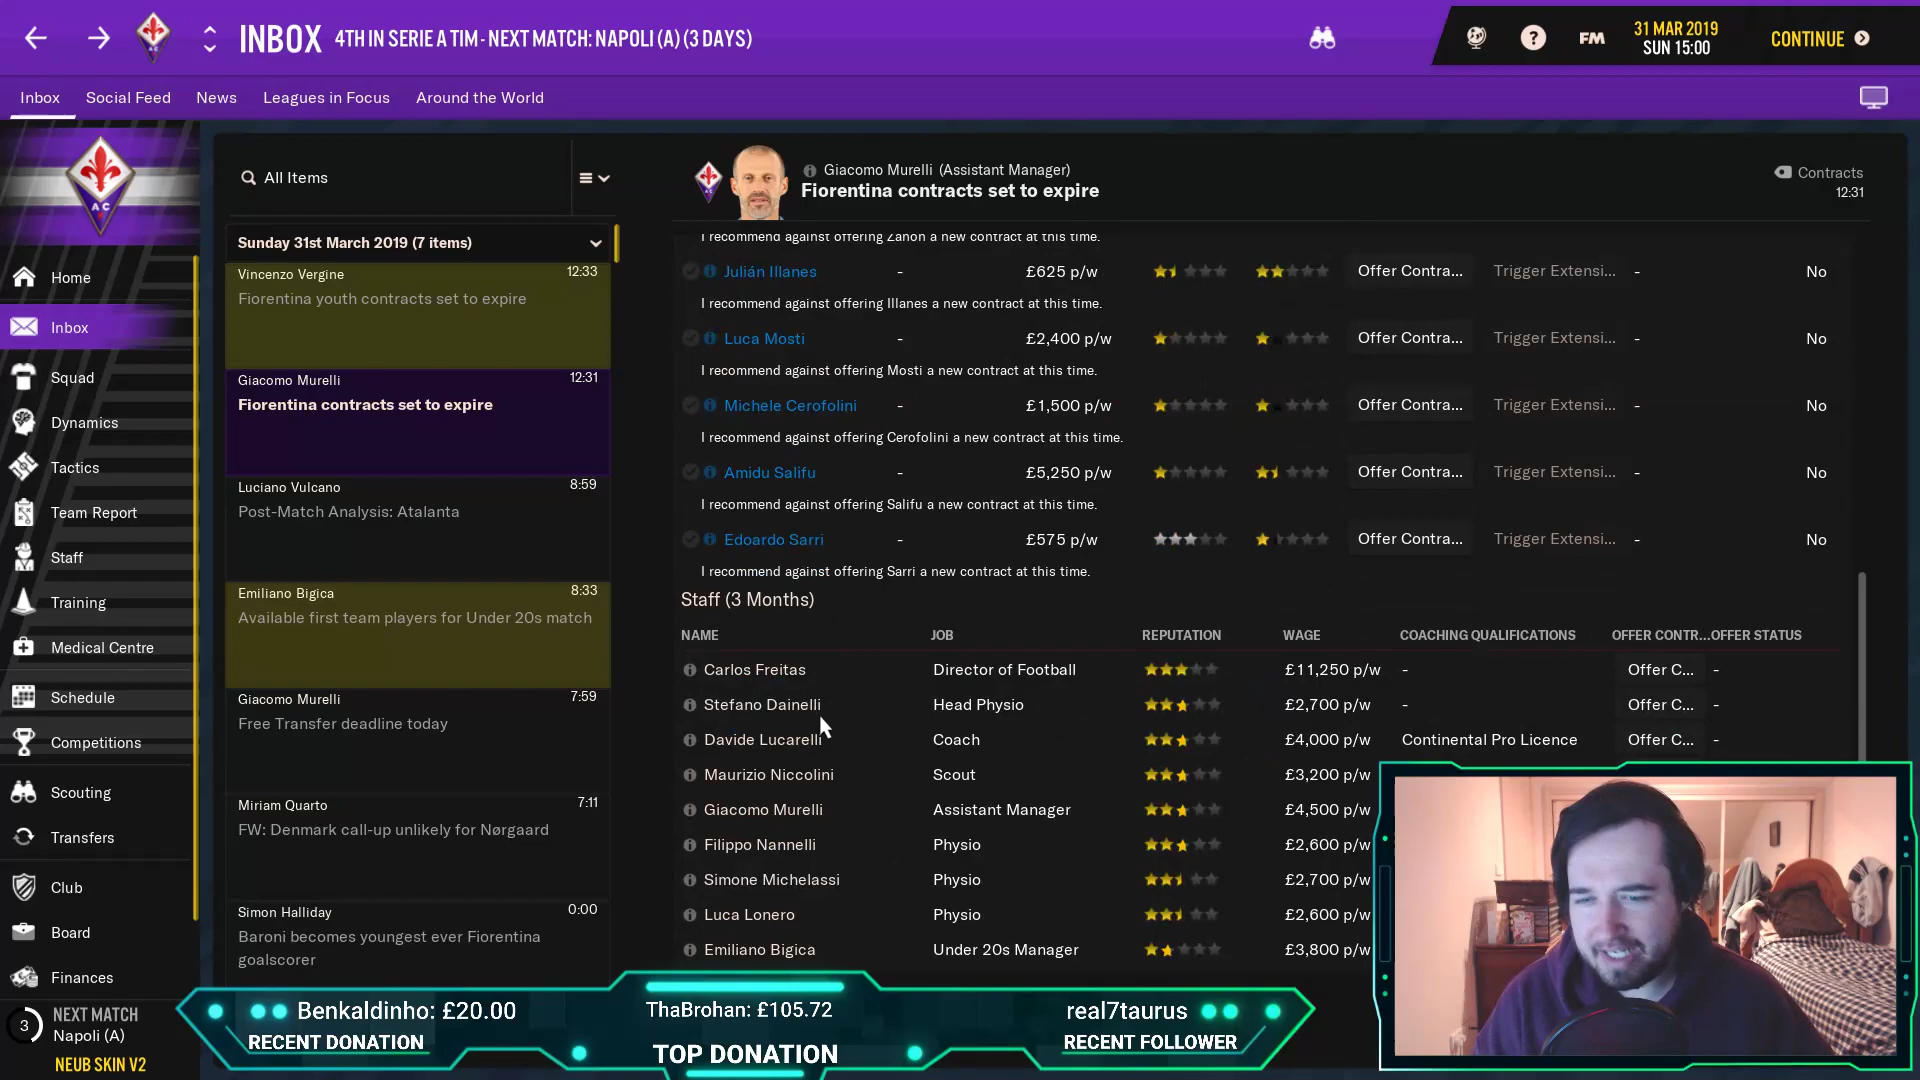 INBOX 4TH IN SERIE A TIM - NEXT MATCH: NAPOLI (A) (3 DAYS)
FM
31 MAR 2019
SUN 15:00
CONTINUE
Inbox Social Feed News Leagues in Focus Around the World
AC
Home
Inbox
Squad
Dynamics
Tactics
Team Report
Staff
Training
Medical Centre
Schedule
Competitions
Scouting
Transfers
Club
Board
Finances
3 NEXT MATCH
Napoli (A)
NEUB SKIN V2
All Items
Sunday 31st March 2019 (7 items)
Vincenzo Vergine 12:33
Fiorentina youth contracts set to expire
Giacomo Murelli 12:31
Fiorentina contracts set to expire
Luciano Vulcano 8:59
Post-Match Analysis: Atalanta
Emiliano Bigica 8:33
Available first team players for Under 20s match
Giacomo Murelli 7:59
Free Transfer deadline today
Miriam Quarto 7:11
FW: Denmark call-up unlikely for Nørgaard
Simon Halliday 0:00
Baroni becomes youngest ever Fiorentina
goalscorer
Giacomo Murelli (Assistant Manager)
Fiorentina contracts set to expire
Contracts
12:31
I recommend against offering Zanon a new contract at this time.
Julián Illanes - £625 p/w Offer Contra... Trigger Extensi... - No
I recommend against offering Illanes a new contract at this time.
Luca Mosti - £2,400 p/w Offer Contra... Trigger Extensi... - No
I recommend against offering Mosti a new contract at this time.
Michele Cerofolini - £1,500 p/w Offer Contra... Trigger Extensi... - No
I recommend against offering Cerofolini a new contract at this time.
Amidu Salifu - £5,250 p/w Offer Contra... Trigger Extensi... - No
I recommend against offering Salifu a new contract at this time.
Edoardo Sarri - £575 p/w Offer Contra... Trigger Extensi... - No
I recommend against offering Sarri a new contract at this time.
Staff (3 Months)
NAME JOB REPUTATION WAGE COACHING QUALIFICATIONS OFFER CONTR... OFFER STATUS
Carlos Freitas Director of Football £11,250 p/w - Offer C... -
Stefano Dainelli Head Physio £2,700 p/w - Offer C... -
Davide Lucarelli Coach £4,000 p/w Continental Pro Licence Offer C... -
Maurizio Niccolini Scout £3,200 p/w
Giacomo Murelli Assistant Manager £4,500 p/w
Filippo Nannelli Physio £2,600 p/w
Simone Michelassi Physio £2,700 p/w
Luca Lonero Physio £2,600 p/w
Emiliano Bigica Under 20s Manager £3,800 p/w
Benkaldinho: £20.00
RECENT DONATION
ThaBrohan: £105.72
TOP DONATION
real7taurus
RECENT FOLLOWER